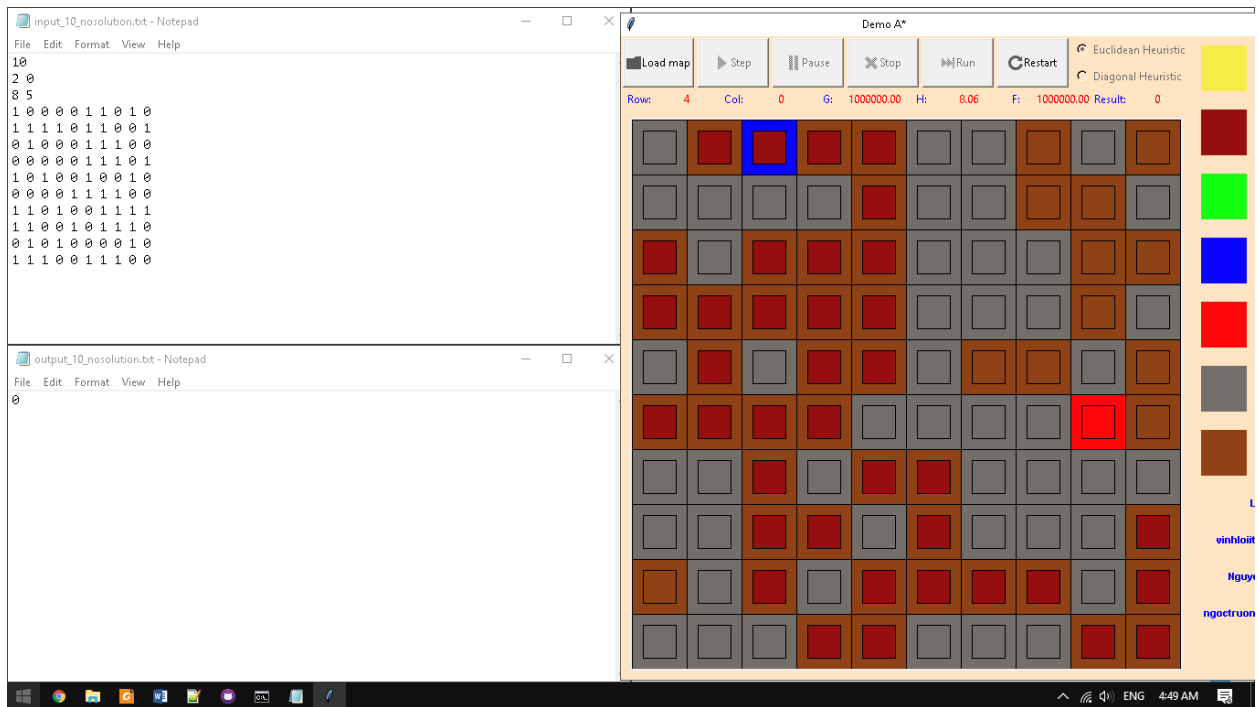 input_10_nosolution.txt - Notepad
File Edit Format View Help
10
2 0
8 5
1 0 0 0 0 1 1 0 1 0
1 1 1 1 0 1 1 0 0 1
0 1 0 0 0 1 1 1 0 0
0 0 0 0 0 1 1 1 0 1
1 0 1 0 0 1 0 0 1 0
0 0 0 0 1 1 1 1 0 0
1 1 0 1 0 0 1 1 1 1
1 1 0 0 1 0 1 1 1 0
0 1 0 1 0 0 0 0 1 0
1 1 1 0 0 1 1 1 0 0
output_10_nosolution.txt - Notepad
File Edit Format View Help
0
Demo A*
Load map Step Pause Stop Run Restart
Euclidean Heuristic
Diagonal Heuristic
Row: 4 Col: 0 G: 1000000.00 H: 8.06 F: 1000000.00 Result: 0
L
vinhloiit
Nguye
ngoctruon
ENG 4:49 AM